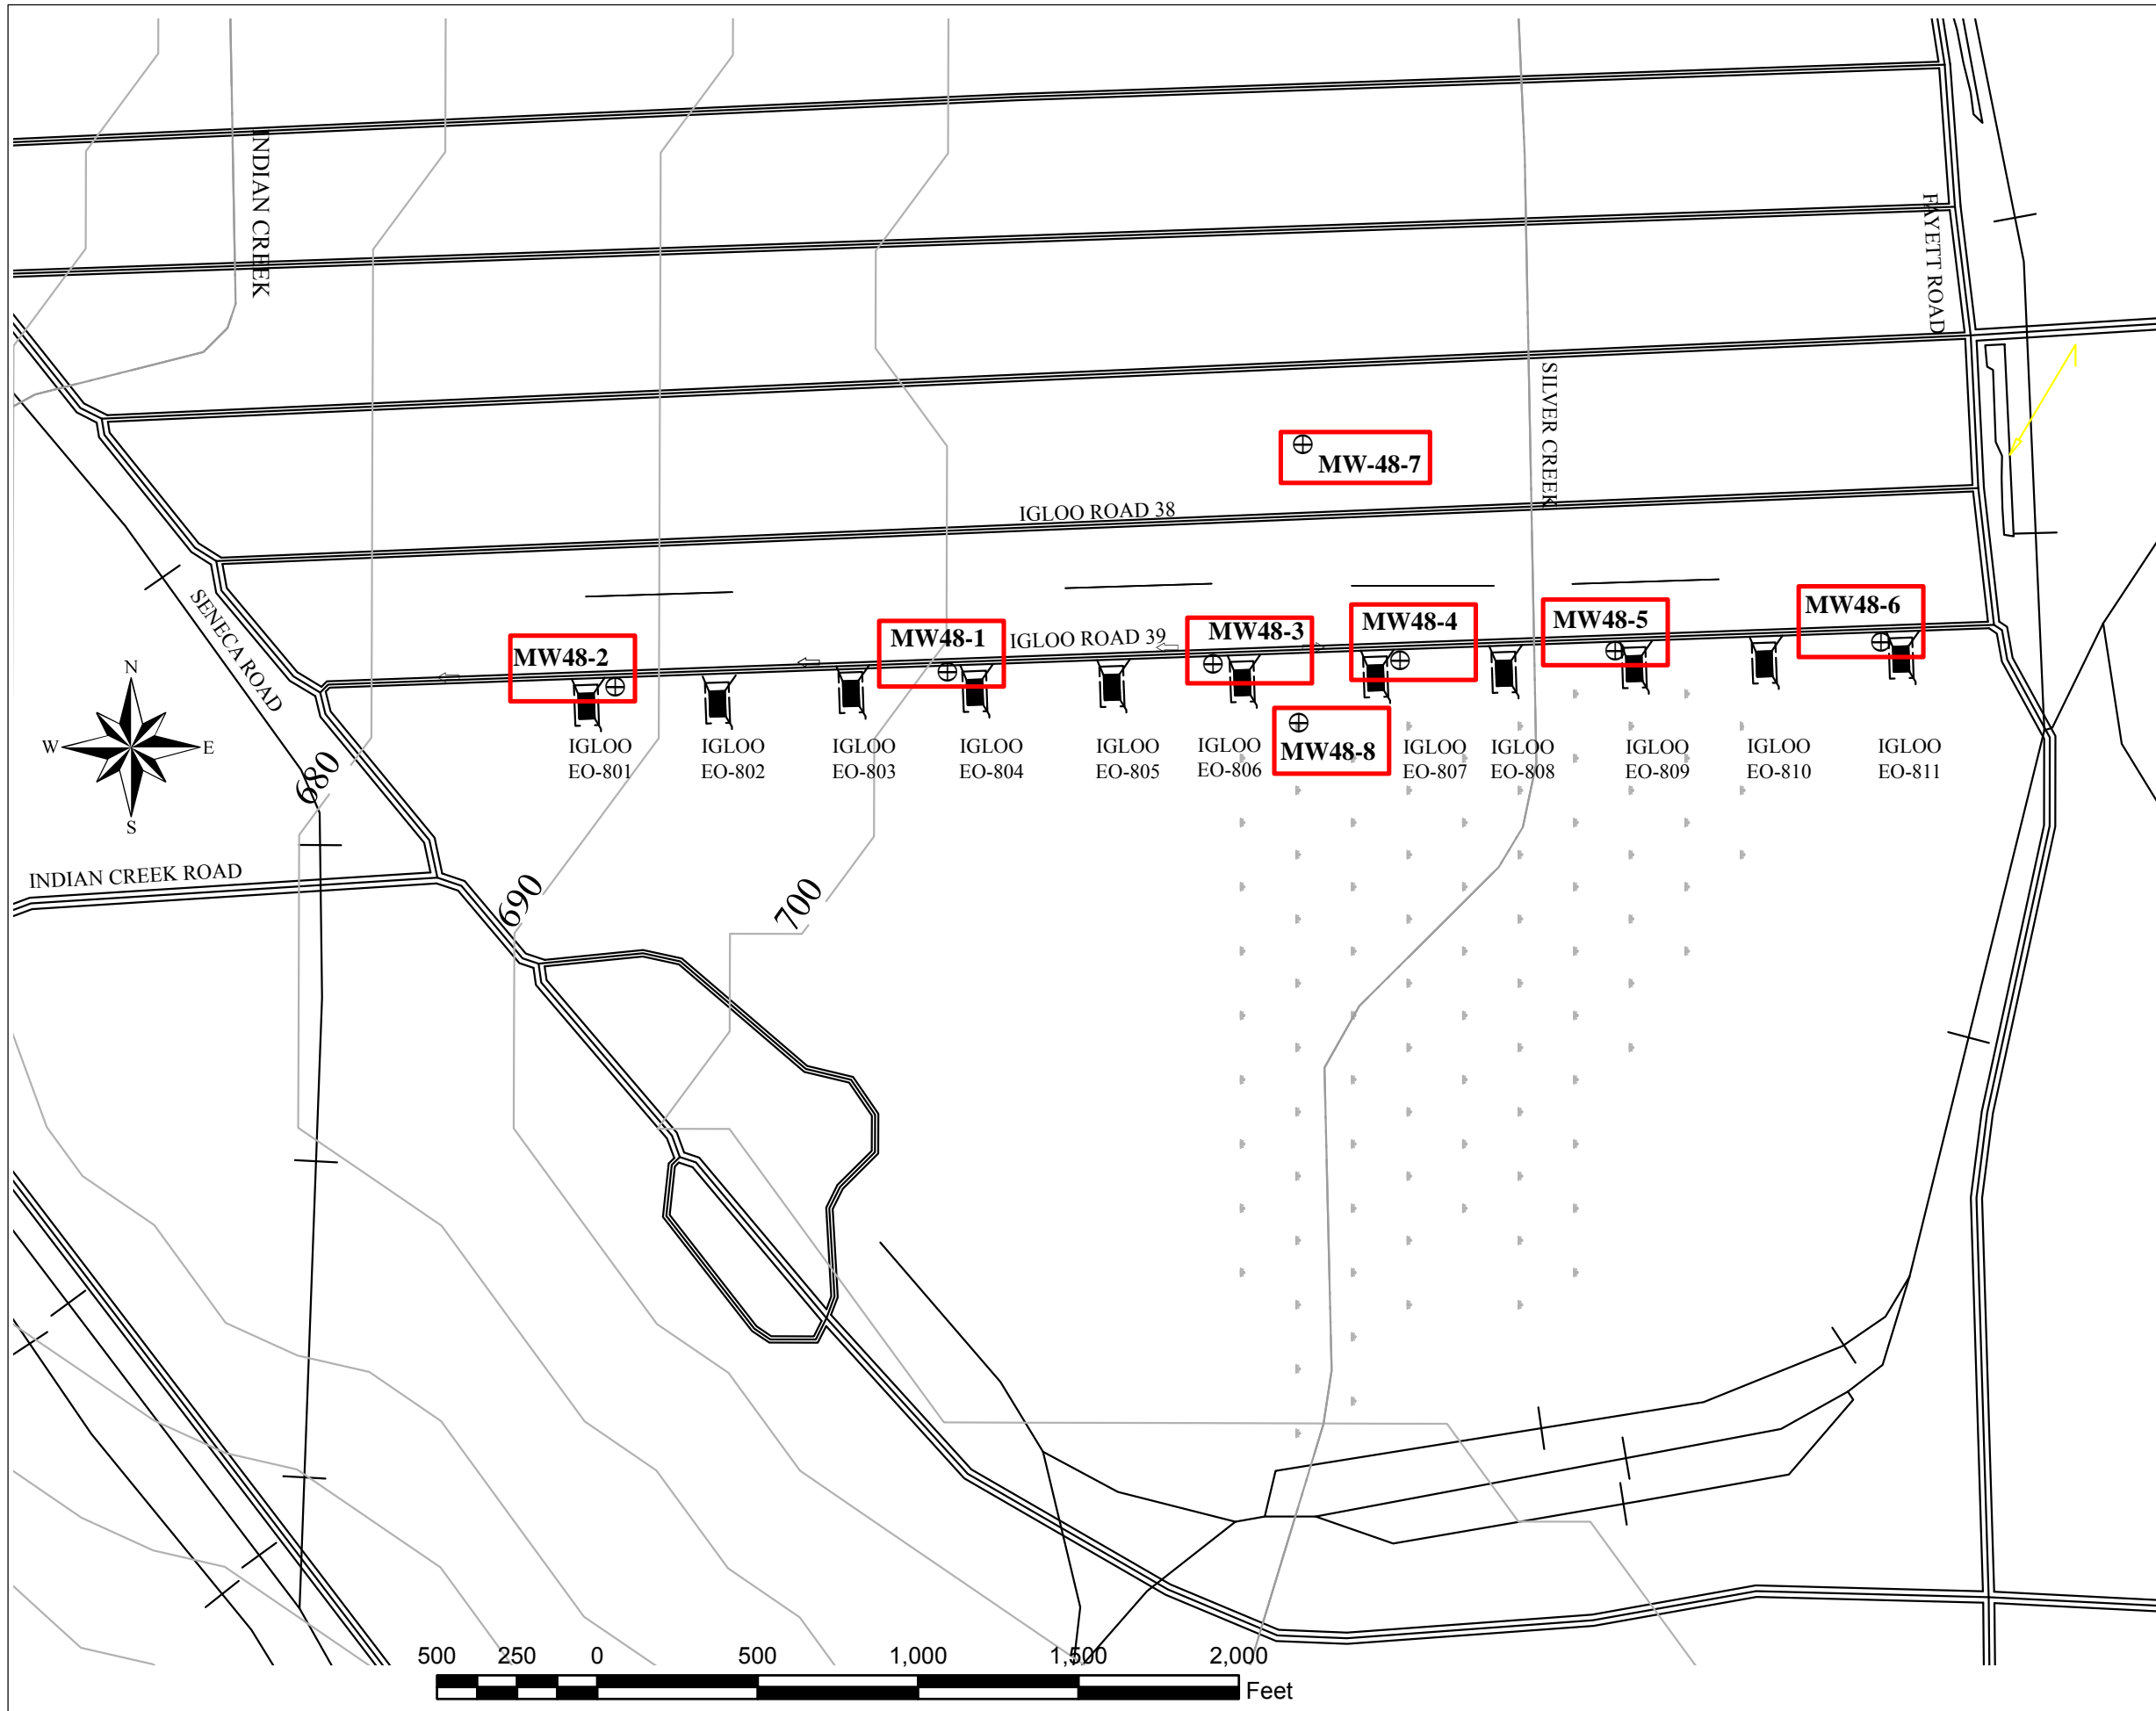 INDIAN CREEK
FAYETT ROAD
SILVER CREEK
MW-48-7
IGLOO ROAD 38
SENECA ROAD
MW48-2
MW48-1
IGLOO ROAD 39
MW48-3
MW48-4
MW48-5
MW48-6
N
W
E
S
IGLOO
EO-801
IGLOO
EO-802
IGLOO
EO-803
IGLOO
EO-804
IGLOO
EO-805
IGLOO
EO-806
MW48-8
IGLOO
EO-807
IGLOO
EO-808
IGLOO
EO-809
IGLOO
EO-810
IGLOO
EO-811
680
INDIAN CREEK ROAD
690
700
500 250 0 500 1,000 1,500 2,000
Feet